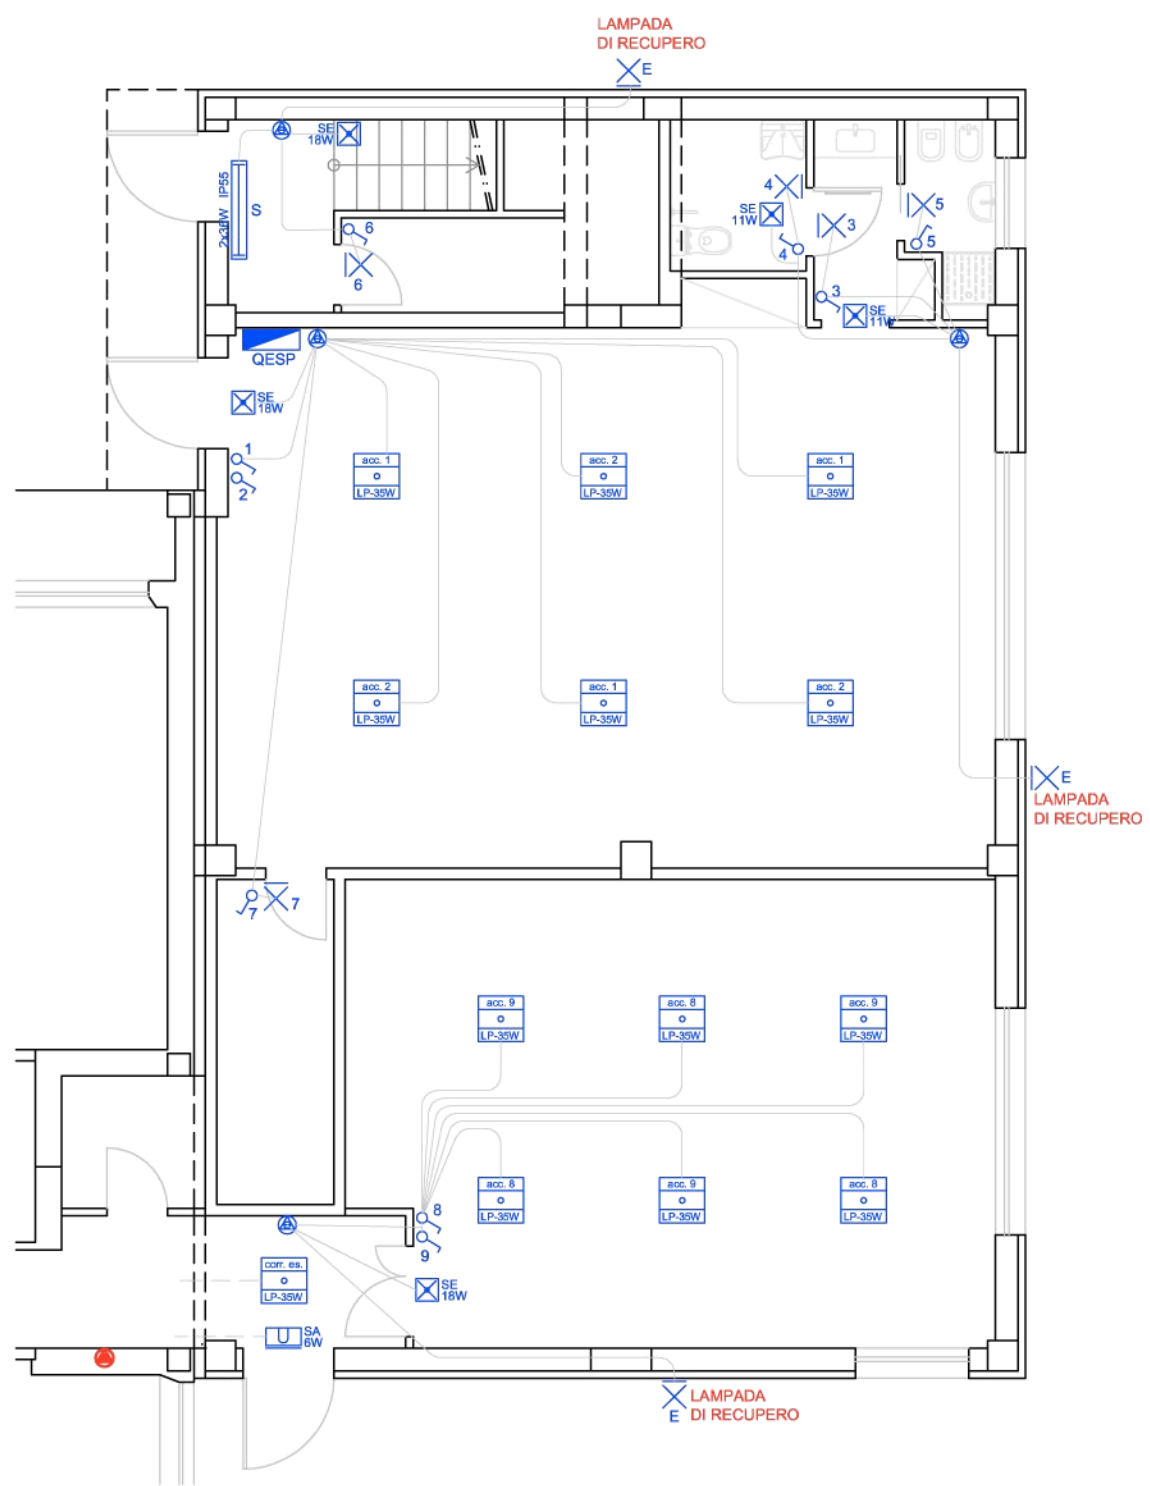 LAMPADA
DI RECUPERO
E
SE
18W
2x36W IP55
S
6
6
4
SE
11W
4
3
5
5
3
SE
11W
QESP
SE
18W
1
2
acc. 1
LP-35W
acc. 2
LP-35W
acc. 1
LP-35W
acc. 2
LP-35W
acc. 1
LP-35W
acc. 2
LP-35W
E
LAMPADA
DI RECUPERO
7
7
acc. 9
LP-35W
acc. 8
LP-35W
acc. 9
LP-35W
acc. 8
LP-35W
acc. 9
LP-35W
acc. 8
LP-35W
8
9
corr. es.
LP-35W
SE
18W
U
SA
6W
LAMPADA
E DI RECUPERO